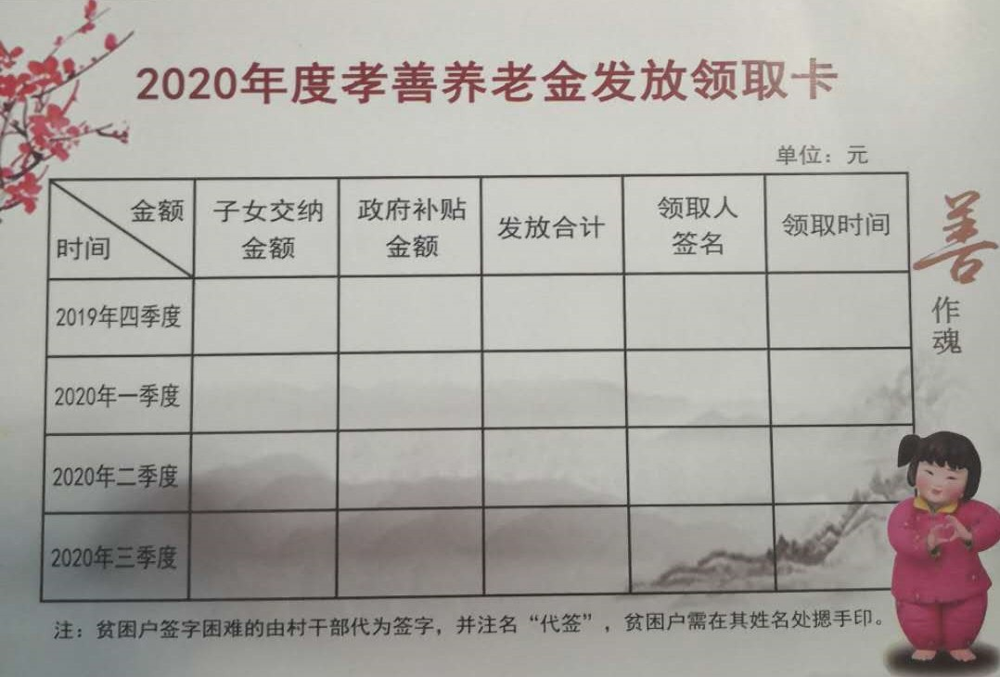 2020年度孝善养老金发放领取卡
单位：元
金额
时间
子女交纳
金额
政府补贴
金额
发放合计
领取人
签名
领取时间
2019年四季度
2020年一季度
2020年二季度
2020年三季度
善
作
魂
注：贫困户签字困难的由村干部代为签字，并注名“代签”，贫困户需在其姓名处摁手印。